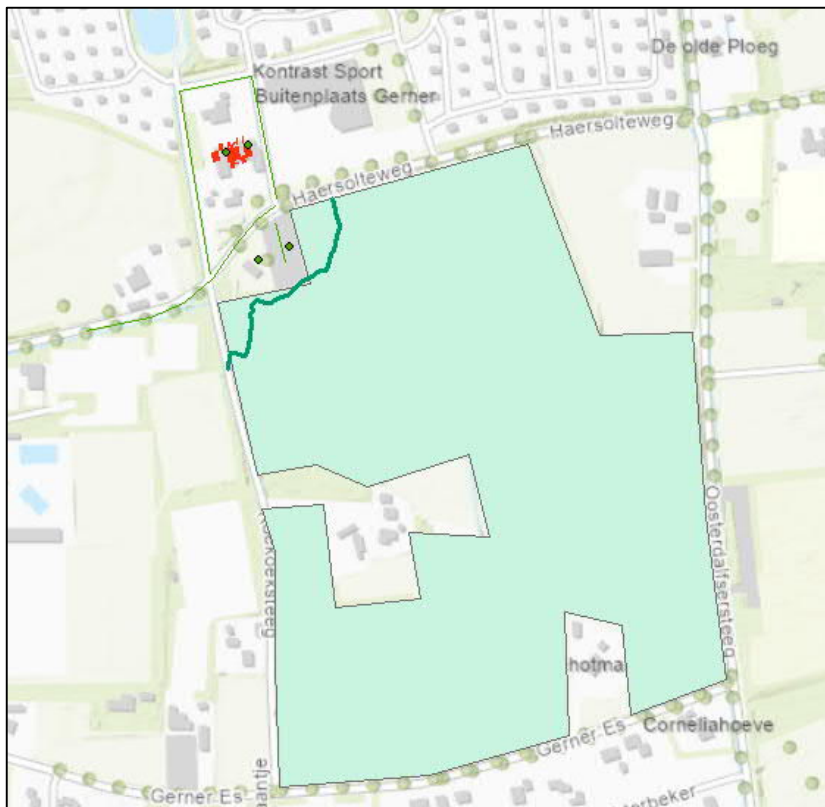 De olde Ploeg
Kontrast Sport
Buitenplaats Gerner
Haersolteweg
Haersolteweg
Oosterdalfsersteeg
hotma
Corneliahoeve
Gerner Es
Gerner Es